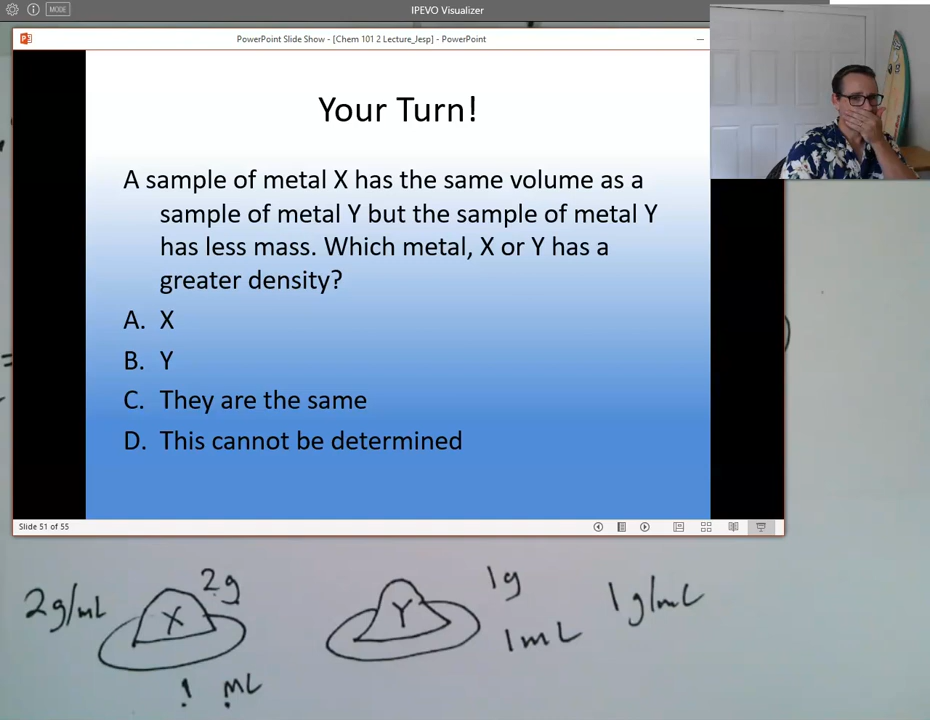 MODE
IPEVO Visualizer
PowerPoint Slide Show - [Chem 101 2 Lecture_Jesp] - PowerPoint
Your Turn!
A sample of metal X has the same volume as a
sample of metal Y but the sample of metal Y
has less mass. Which metal, X or Y has a
greater density?
A. X
B. Y
C. They are the same
D. This cannot be determined
Slide 51 of 55
2g/mL
X
2g
1 mL
Y
1g
1mL
1g/mL